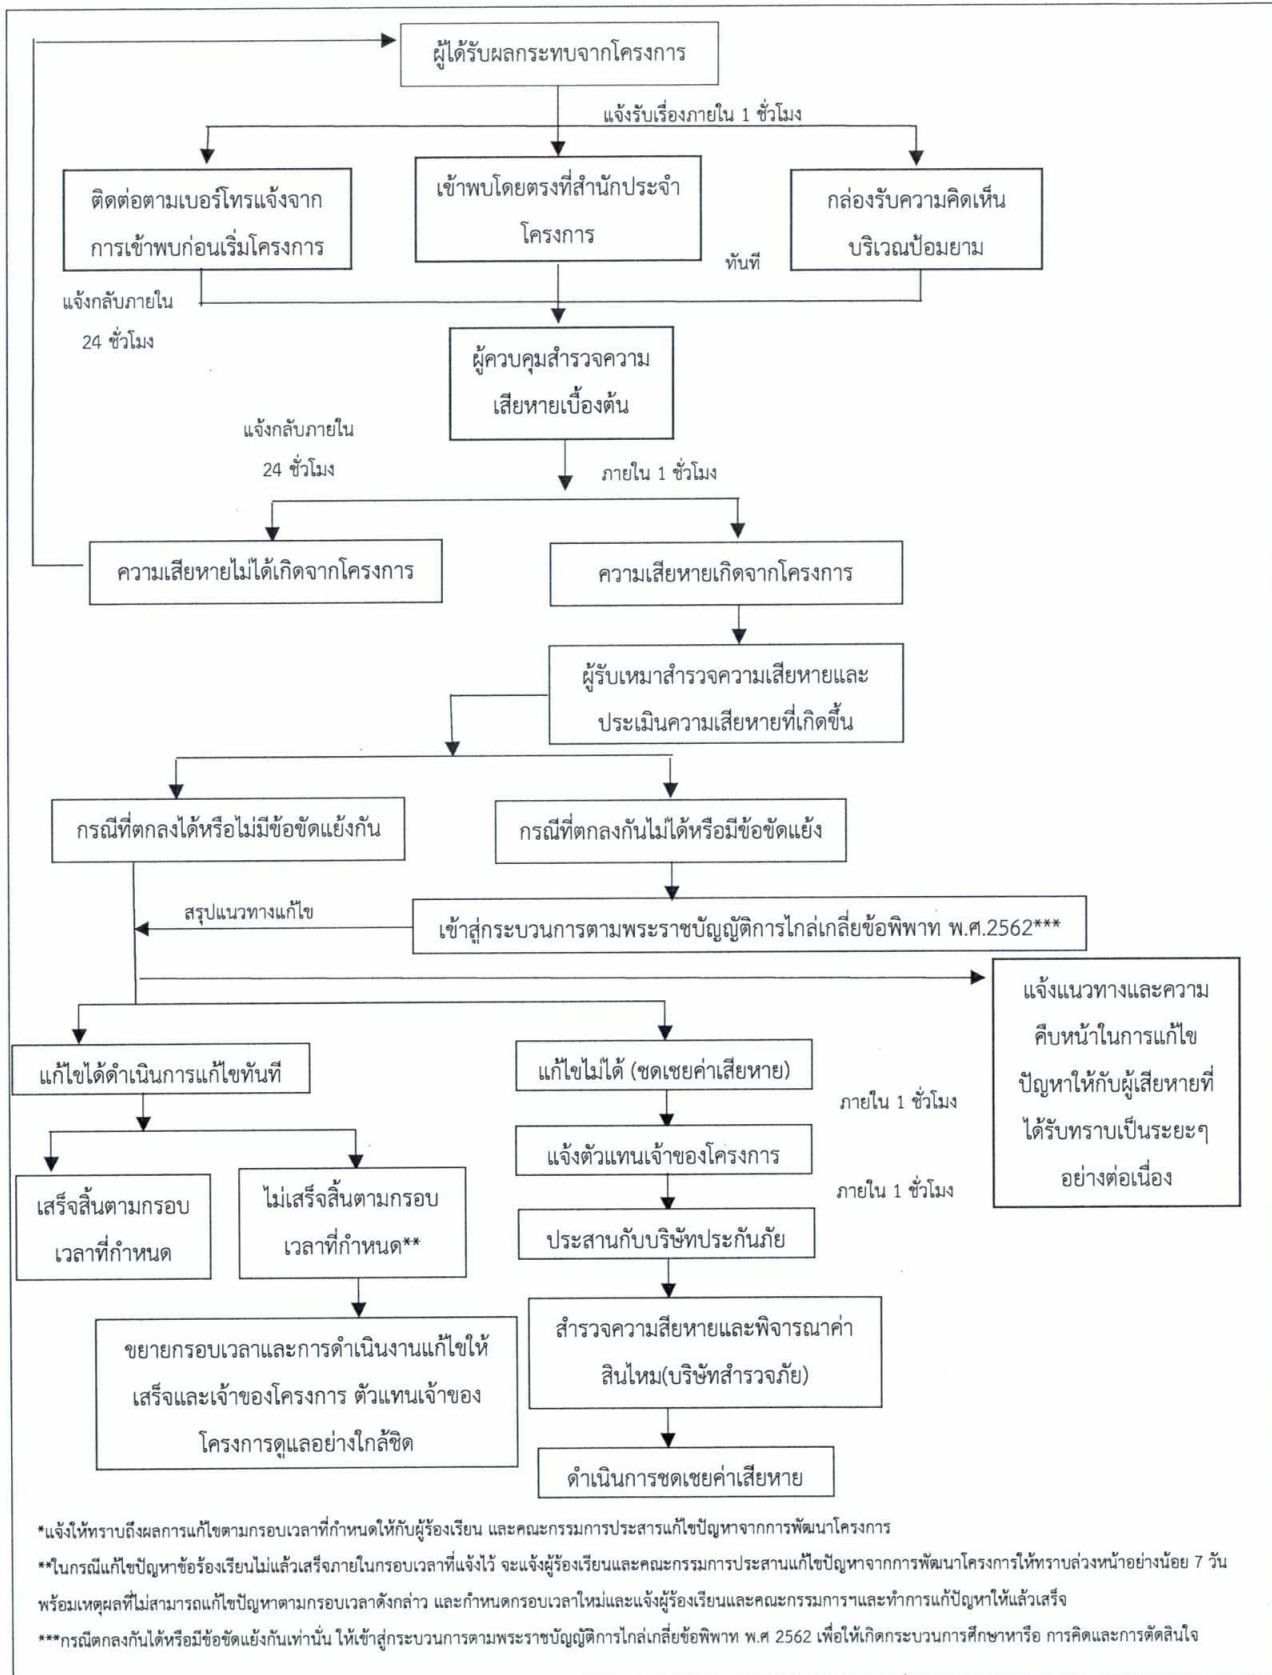 ผู้ได้รับผลกระทบจากโครงการ
แจ้งรับเรื่องภายใน 1 ชั่วโมง
ติดต่อตามเบอร์โทรแจ้งจาก
การเข้าพบก่อนเริ่มโครงการ
เข้าพบโดยตรงที่สำนักประจำ
โครงการ
กล่องรับความคิดเห็น
บริเวณป้อมยาม
ทันที
แจ้งกลับภายใน
24 ชั่วโมง
ผู้ควบคุมสำรวจความ
เสียหายเบื้องต้น
แจ้งกลับภายใน
24 ชั่วโมง
ภายใน 1 ชั่วโมง
ความเสียหายไม่ได้เกิดจากโครงการ
ความเสียหายเกิดจากโครงการ
ผู้รับเหมาสำรวจความเสียหายและ
ประเมินความเสียหายที่เกิดขึ้น
กรณีที่ตกลงได้หรือไม่มีข้อขัดแย้งกัน
กรณีที่ตกลงกันไม่ได้หรือมีข้อขัดแย้ง
สรุปแนวทางแก้ไข
เข้าสู่กระบวนการตามพระราชบัญญัติการไกล่เกลี่ยข้อพิพาท พ.ศ.2562***
แจ้งแนวทางและความ
คืบหน้าในการแก้ไข
ปัญหาให้กับผู้เสียหายที่
ได้รับทราบเป็นระยะๆ
อย่างต่อเนื่อง
แก้ไขได้ดำเนินการแก้ไขทันที
แก้ไขไม่ได้ (ชดเชยค่าเสียหาย)
ภายใน 1 ชั่วโมง
แจ้งตัวแทนเจ้าของโครงการ
ภายใน 1 ชั่วโมง
เสร็จสิ้นตามกรอบ
เวลาที่กำหนด
ไม่เสร็จสิ้นตามกรอบ
เวลาที่กำหนด**
ประสานกับบริษัทประกันภัย
ขยายกรอบเวลาและการดำเนินงานแก้ไขให้
เสร็จและเจ้าของโครงการ ตัวแทนเจ้าของ
โครงการดูแลอย่างใกล้ชิด
สำรวจความสียหายและพิจารณาค่า
สินไหม(บริษัทสำรวจภัย)
ดำเนินการชดเชยค่าเสียหาย
*แจ้งให้ทราบถึงผลการแก้ไขตามกรอบเวลาที่กำหนดให้กับผู้ร้องเรียน และคณะกรรมการประสารแก้ไขปัญหาจากการพัฒนาโครงการ
**ในกรณีแก้ไขปัญหาข้อร้องเรียนไม่แล้วเสร็จภายในกรอบเวลาที่แจ้งไว้ จะแจ้งผู้ร้องเรียนและคณะกรรมการประสานแก้ไขปัญหาจากการพัฒนาโครงการให้ทราบล่วงหน้าอย่างน้อย 7 วัน
พร้อมเหตุผลที่ไม่สามารถแก้ไขปัญหาตามกรอบเวลาดังกล่าว และกำหนดกรอบเวลาใหม่และแจ้งผู้ร้องเรียนและคณะกรรมการฯและทำการแก้ปัญหาให้แล้วเสร็จ
***กรณีตกลงกันได้หรือมีข้อขัดแย้งกันเท่านั้น ให้เข้าสู่กระบวนการตามพระราชบัญญัติการไกล่เกลี่ยข้อพิพาท พ.ศ 2562 เพื่อให้เกิดกระบวนการศึกษาหารือ การคิดและการตัดสินใจ